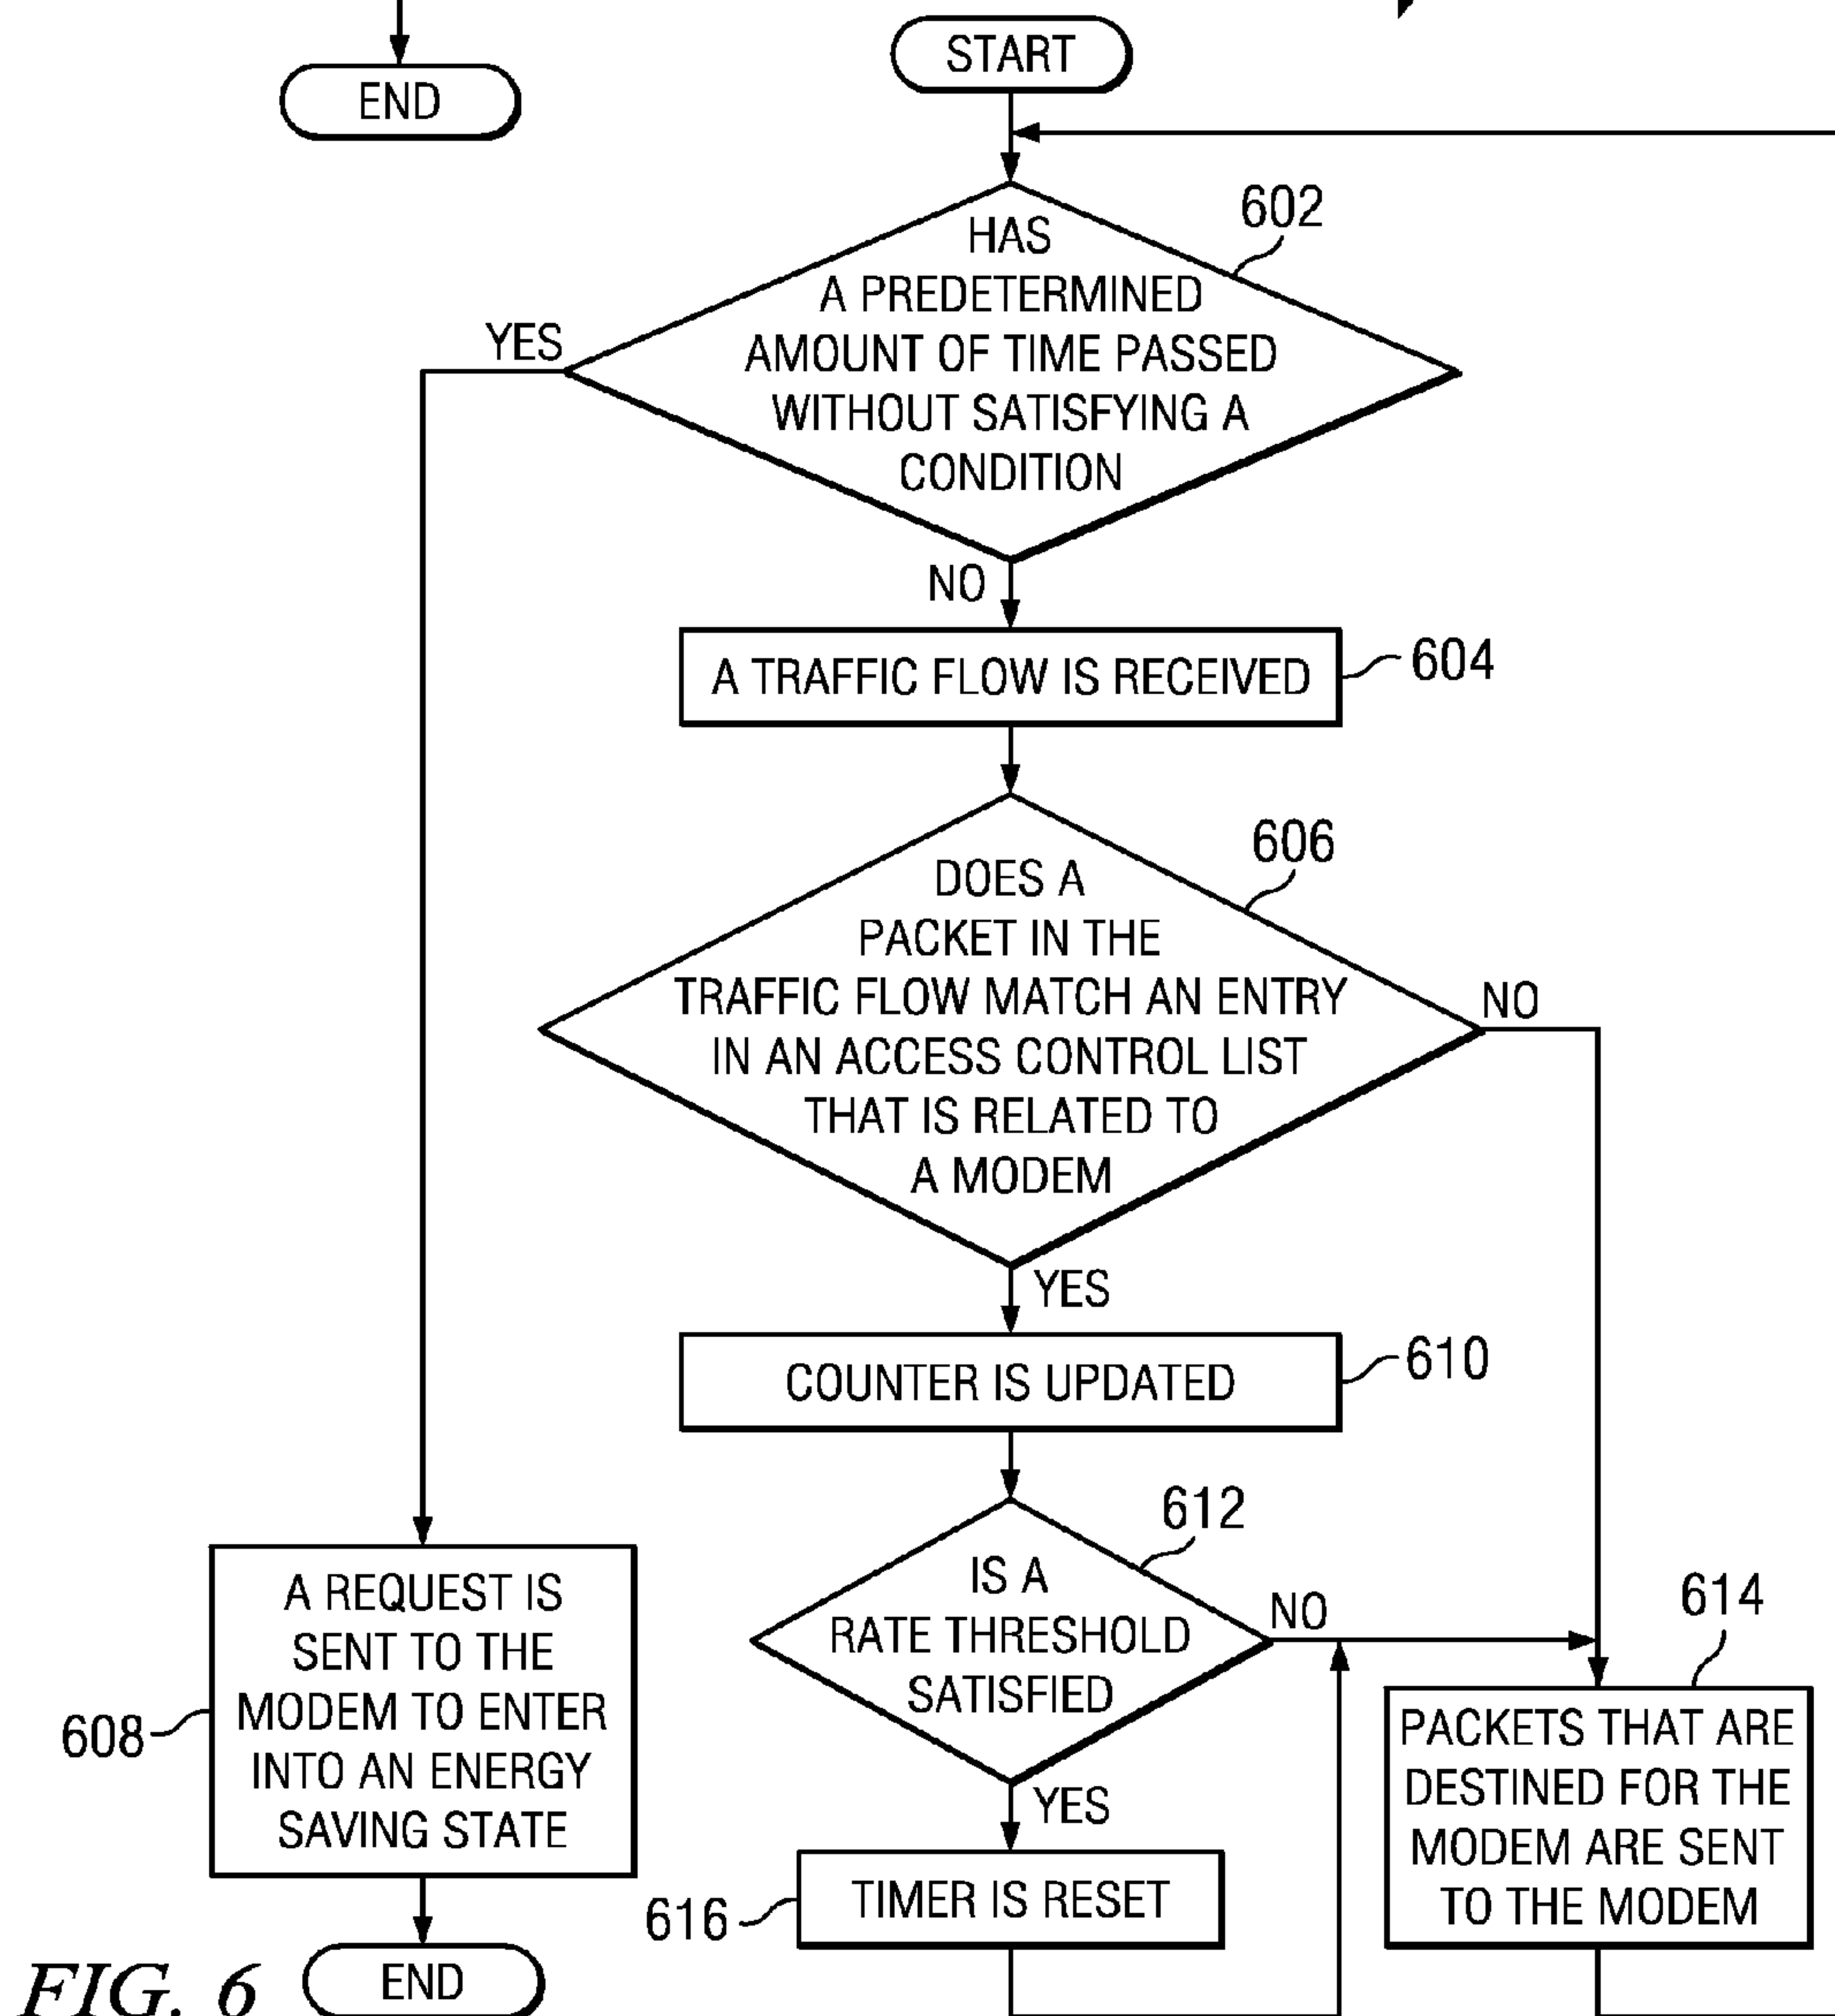 END
START
602
HAS
A PREDETERMINED
AMOUNT OF TIME PASSED
WITHOUT SATISFYING A
CONDITION
YES
NO
A TRAFFIC FLOW IS RECEIVED
604
606
DOES A
PACKET IN THE
TRAFFIC FLOW MATCH AN ENTRY
IN AN ACCESS CONTROL LIST
THAT IS RELATED TO
A MODEM
NO
YES
COUNTER IS UPDATED
610
612
IS A
RATE THRESHOLD
SATISFIED
NO
YES
614
A REQUEST IS
SENT TO THE
MODEM TO ENTER
INTO AN ENERGY
SAVING STATE
608
PACKETS THAT ARE
DESTINED FOR THE
MODEM ARE SENT
TO THE MODEM
TIMER IS RESET
616
END
FIG. 6